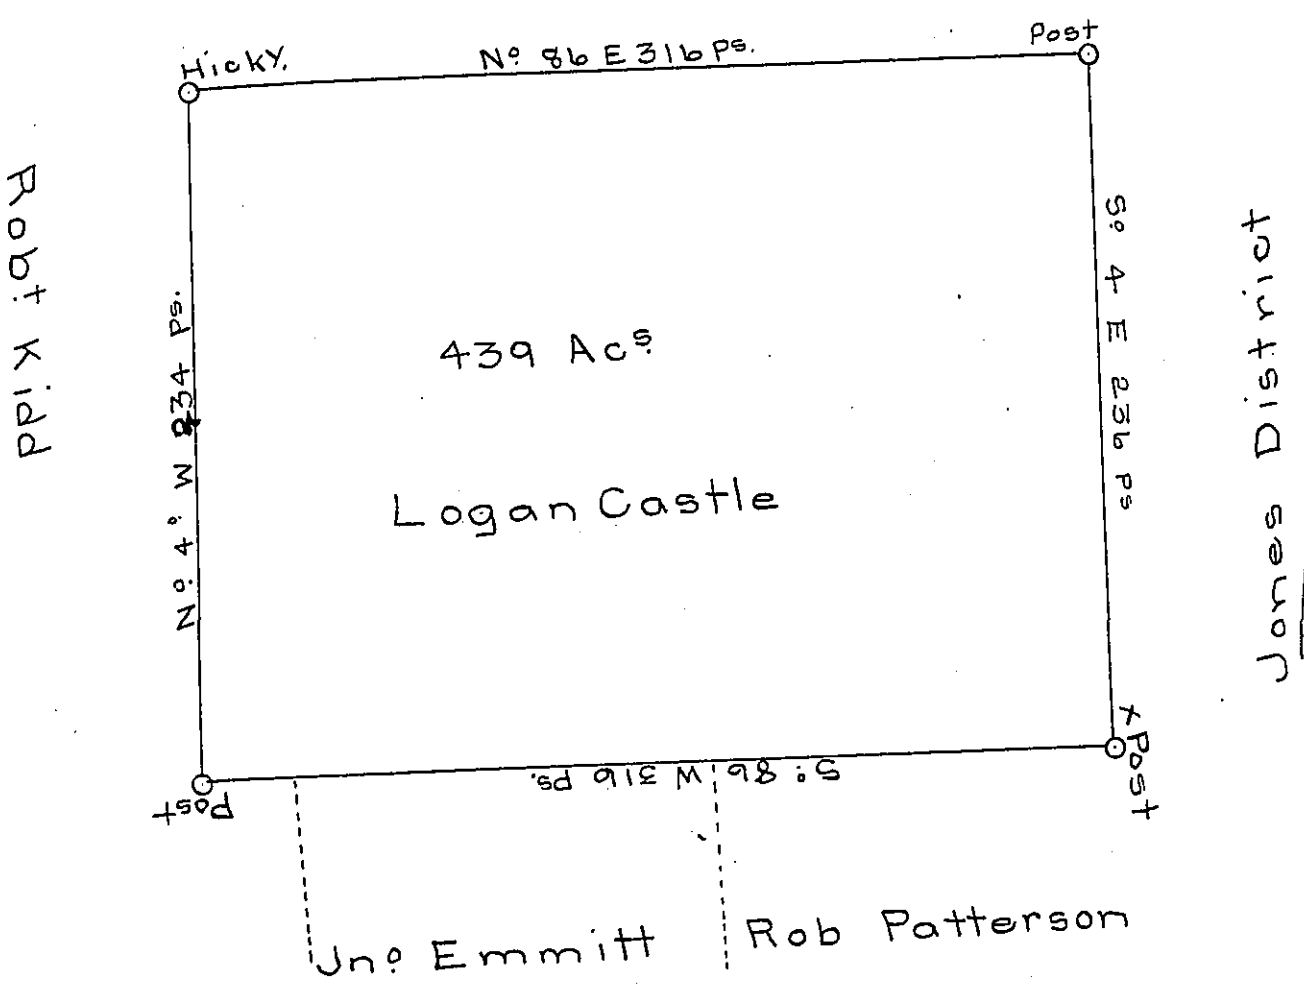 Hicky.
No 86 E 316 Ps.
Post
Robt Kidd
No 4° W 234 Ps.
439 Acs
Logan Castle
So 4 E 236 Ps
Jones District
x Post
So 86 W 316 Ps.
Post
Jno Emmitt
Rob Patterson